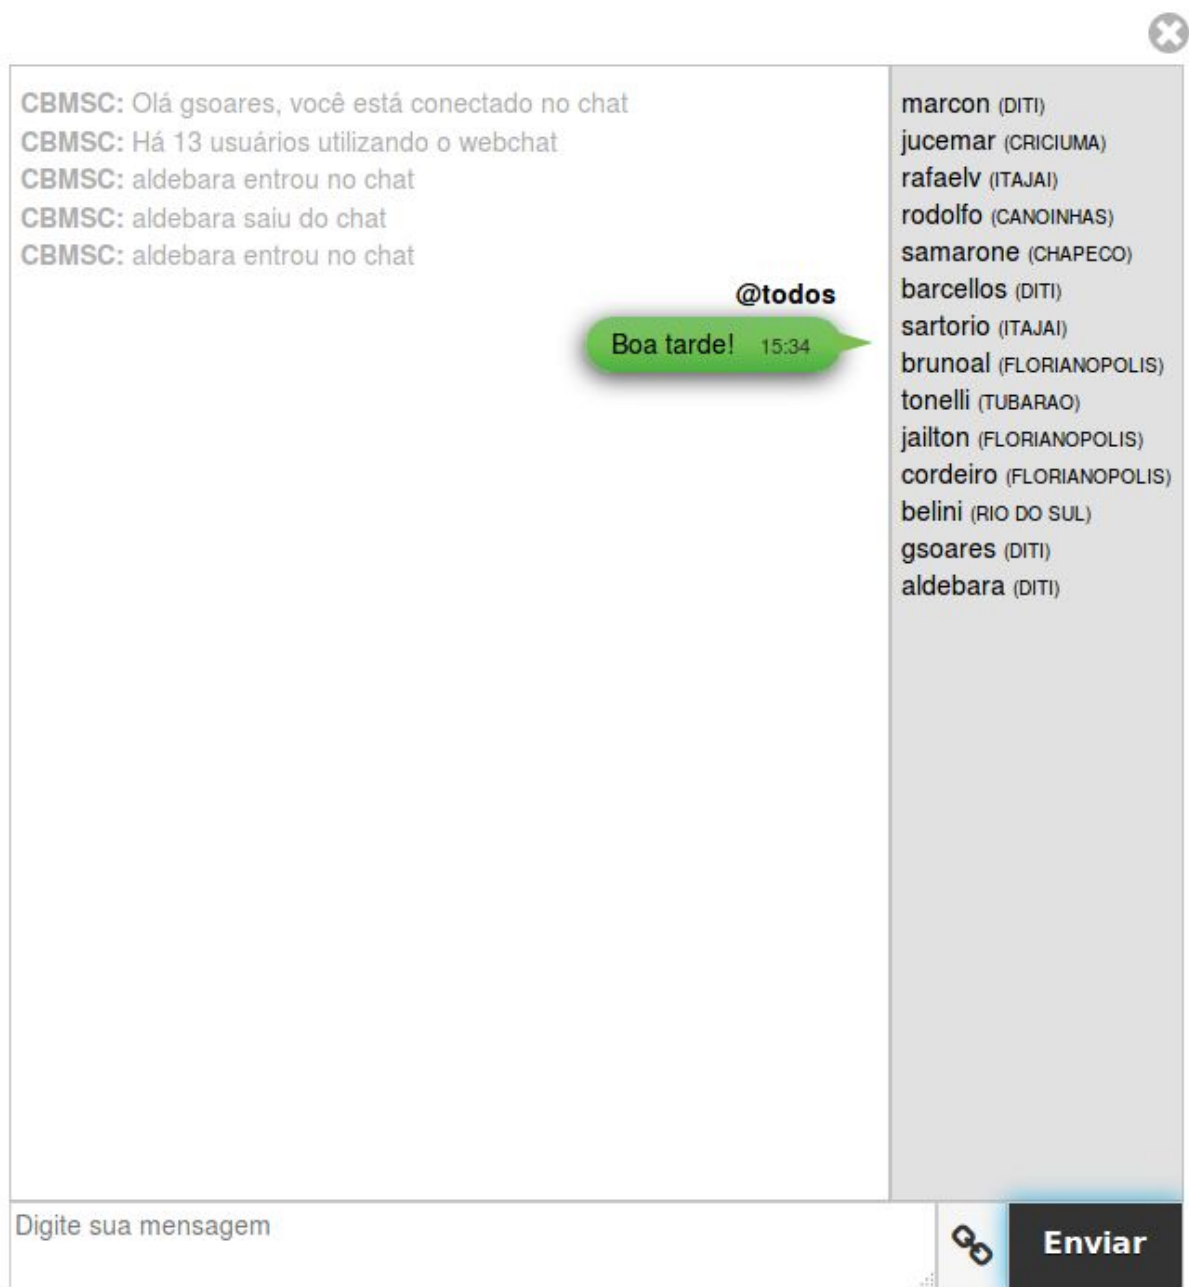 CBMSC: Olá gsoares, você está conectado no chat
CBMSC: Há 13 usuários utilizando o webchat
CBMSC: aldebara entrou no chat
CBMSC: aldebara saiu do chat
CBMSC: aldebara entrou no chat
@todos
Boa tarde! 15:34
marcon (DITI)
jucemar (CRICIUMA)
rafaelv (ITAJAI)
rodolfo (CANOINHAS)
samarone (CHAPECO)
barcellos (DITI)
sartorio (ITAJAI)
brunoal (FLORIANOPOLIS)
tonelli (TUBARAO)
jailton (FLORIANOPOLIS)
cordeiro (FLORIANOPOLIS)
belini (RIO DO SUL)
gsoares (DITI)
aldebara (DITI)
Digite sua mensagem
Enviar